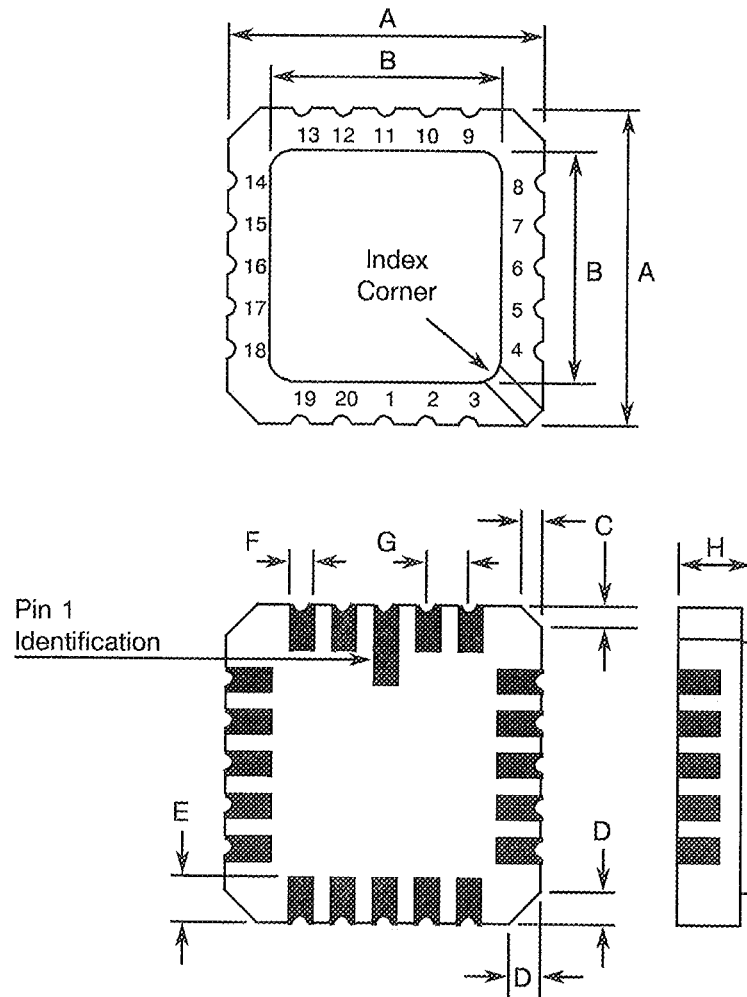 A
B
13 12 11 10 9
14 8
15 7
16 6
17 5
18 4
Index
Corner
B A
19 20 1 2 3
F G C H
Pin 1
Identification
E
D
D